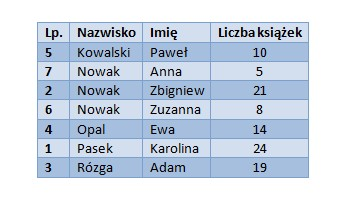 Lp. Nazwisko Imię Liczba książek
5 Kowalski Paweł 10
7 Nowak Anna 5
2 Nowak Zbigniew 21
6 Nowak Zuzanna 8
4 Opal Ewa 14
1 Pasek Karolina 24
3 Rózga Adam 19